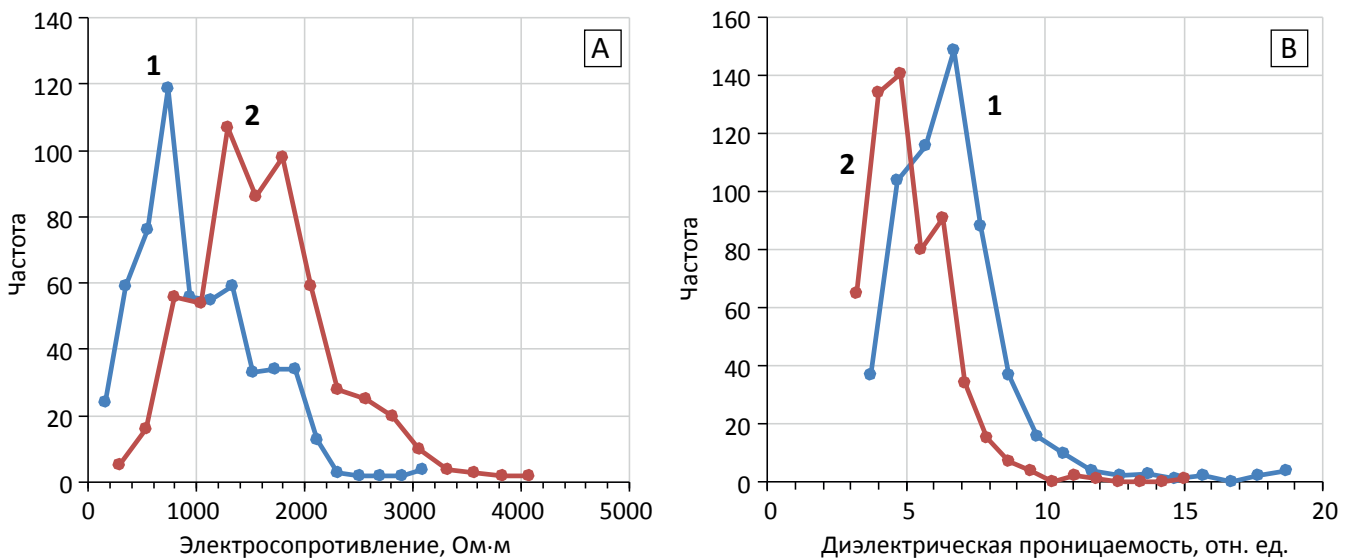 140
120
100
80
60
40
20
0
Частота
1
2
A
0 1000 2000 3000 4000 5000
Электросопротивление, Ом·м
160
140
120
100
80
60
40
20
0
Частота
2
1
B
0 5 10 15 20
Диэлектрическая проницаемость, отн. ед.